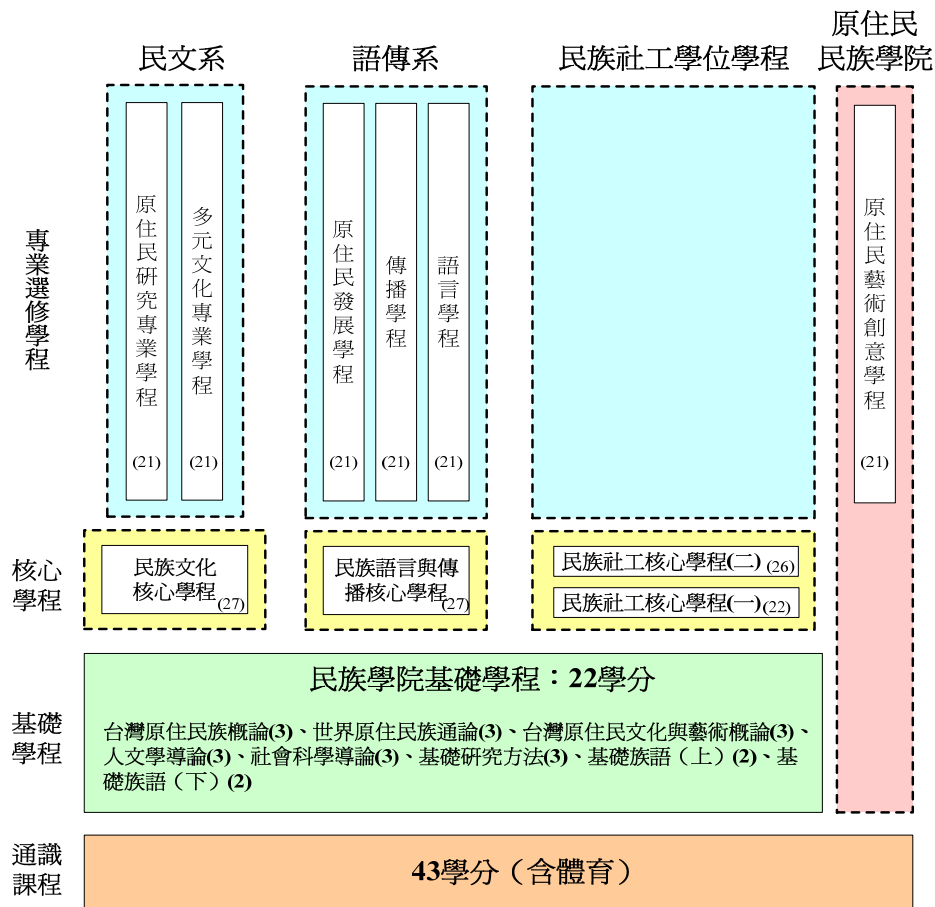 民文系
語傳系
民族社工學位學程
原住民
民族學院
專業選修學程
原住民研究專業學程
(21)
多元文化專業學程
(21)
原住民發展學程
(21)
傳播學程
(21)
語言學程
(21)
原住民藝術創意學程
(21)
核心
學程
民族文化
核心學程(27)
民族語言與傳
播核心學程(27)
民族社工核心學程(二)(26)
民族社工核心學程(一)(22)
基礎
學程
民族學院基礎學程：22學分
台灣原住民族概論(3)、世界原住民族通論(3)、台灣原住民文化與藝術概論(3)、
人文學導論(3)、社會科學導論(3)、基礎研究方法(3)、基礎族語（上）(2)、基
礎族語（下）(2)
通識
課程
43學分（含體育）